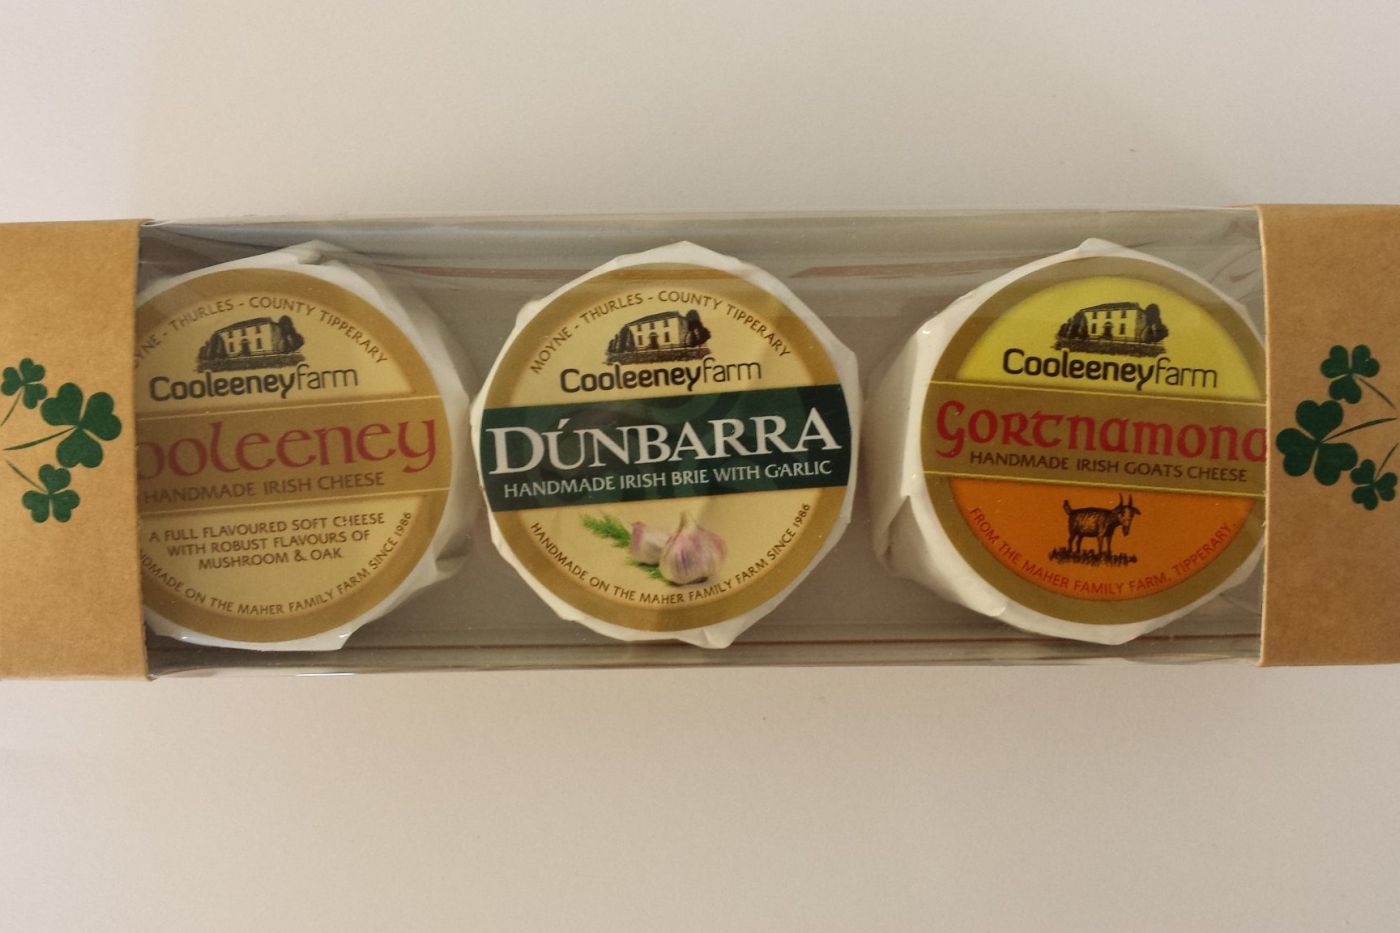 YNE - THURLES - COUNTY TIPPERARY
Cooleeneyfarm
ooleeney
HANDMADE IRISH CHEESE
A FULL FLAVOURED SOFT CHEESE
WITH ROBUST FLAVOURS OF
MUSHROOM & OAK
NDMADE ON THE MAHER FAMILY FARM SINCE 1986
MOYNE - THURLES - COUNTY TIPPERARY
Cooleeneyfarm
DÚNBARRA
HANDMADE IRISH BRIE WITH GARLIC
HANDMADE ON THE MAHER FAMILY FARM SINCE 1986
Cooleeneyfarm
Gortnamona
HANDMADE IRISH GOATS CHEESE
FROM THE MAHER FAMILY FARM, TIPPERARY.